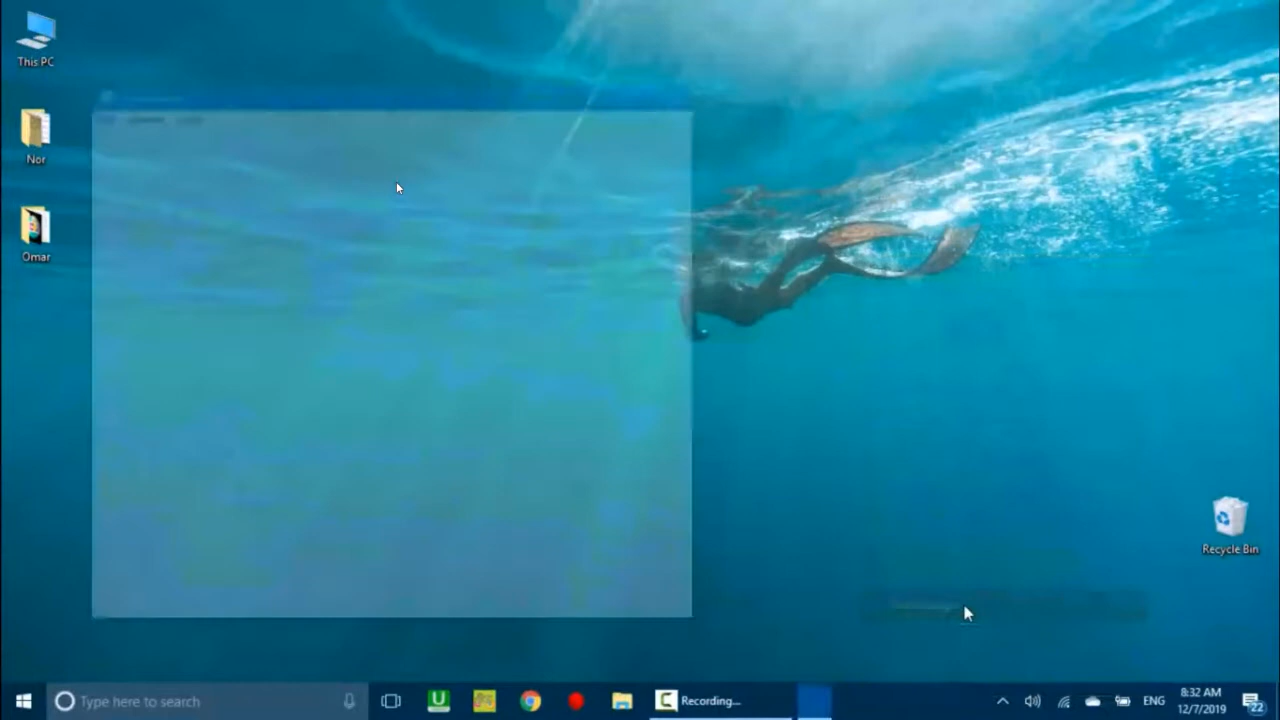 This PC
Nor
Omar
Recycle Bin
Type here to search
Recording...
ENG
8:32 AM
12/7/2019
22